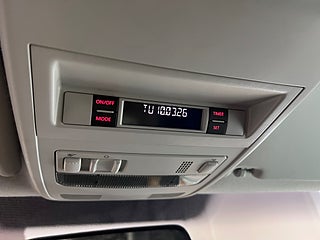 ON/OFF
MODE
TU 10.03.26
TIMER
SET